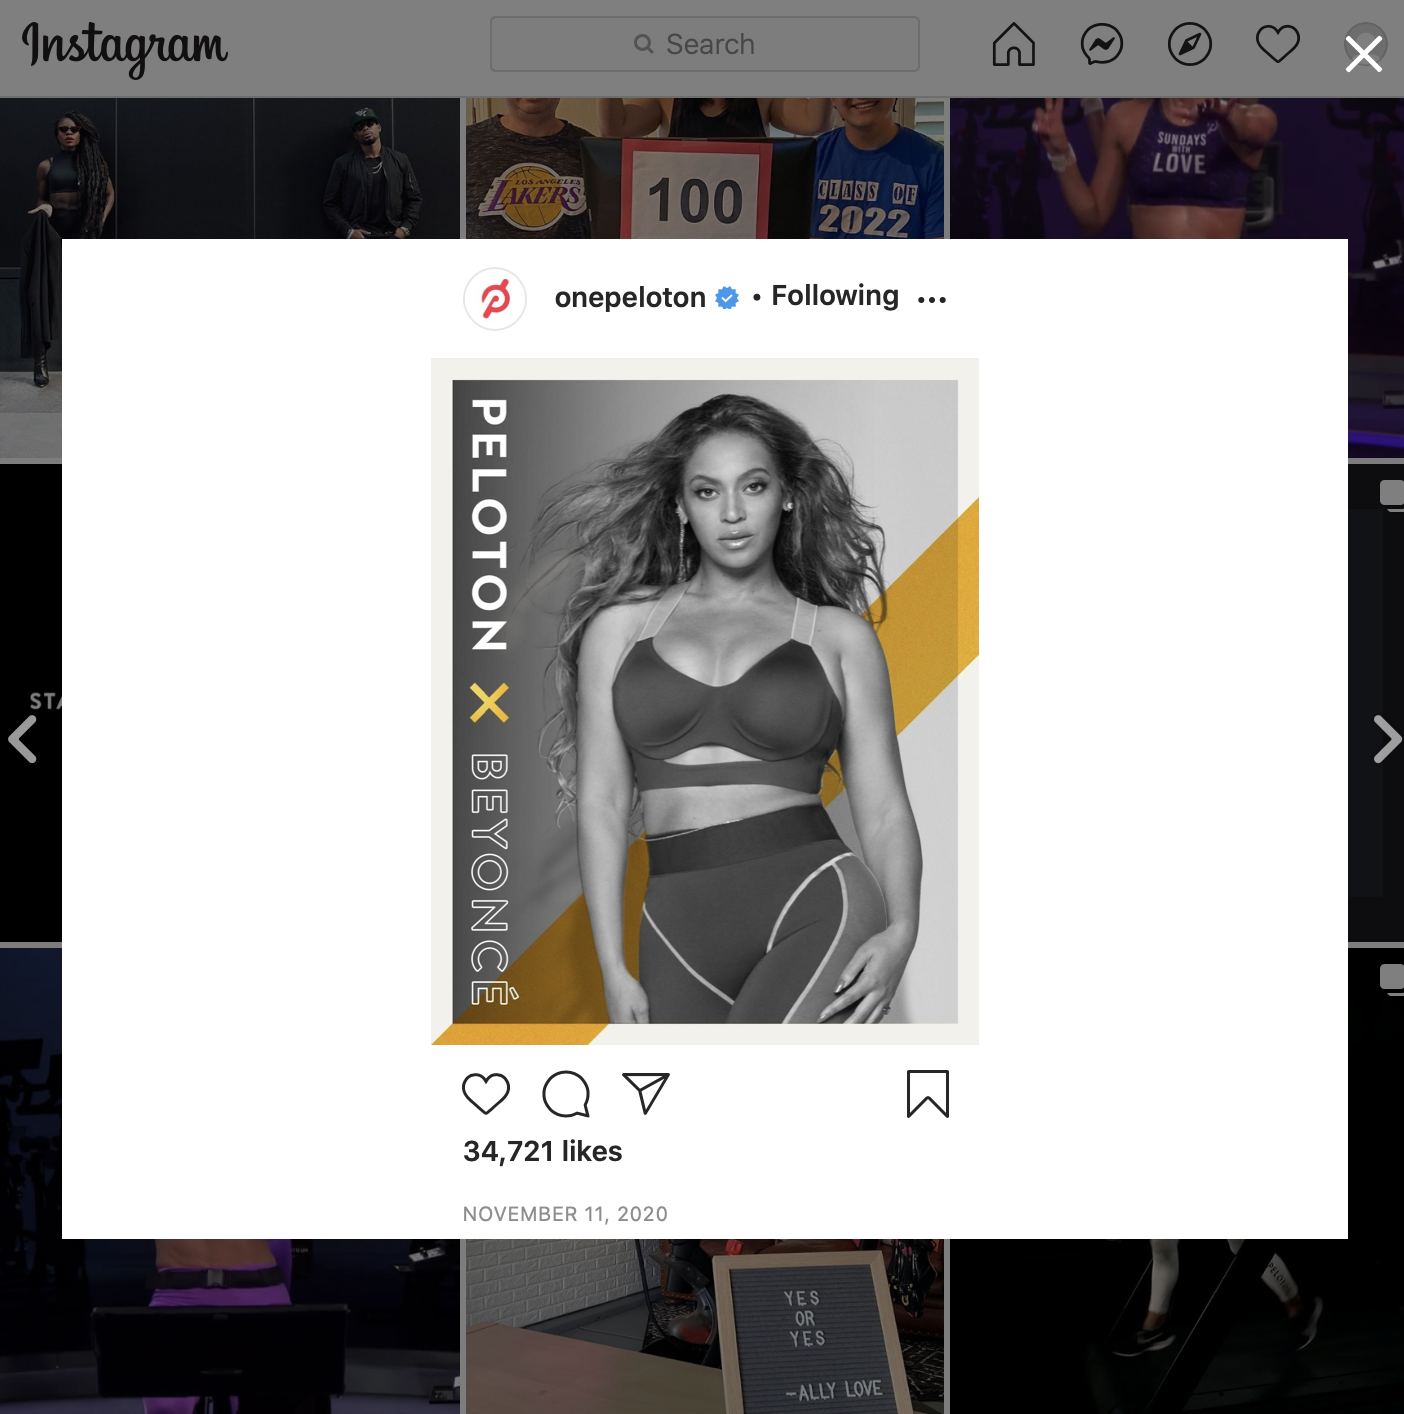 Instagram
Search
LOS ANGELES
LAKERS
100
CLASS OF
2022
SUNDAYS
WITH
LOVE
onepeloton • Following
PELOTON × BEYONCÉ
STA
34,721 likes
NOVEMBER 11, 2020
YES
OR
YES
-ALLY LOVE